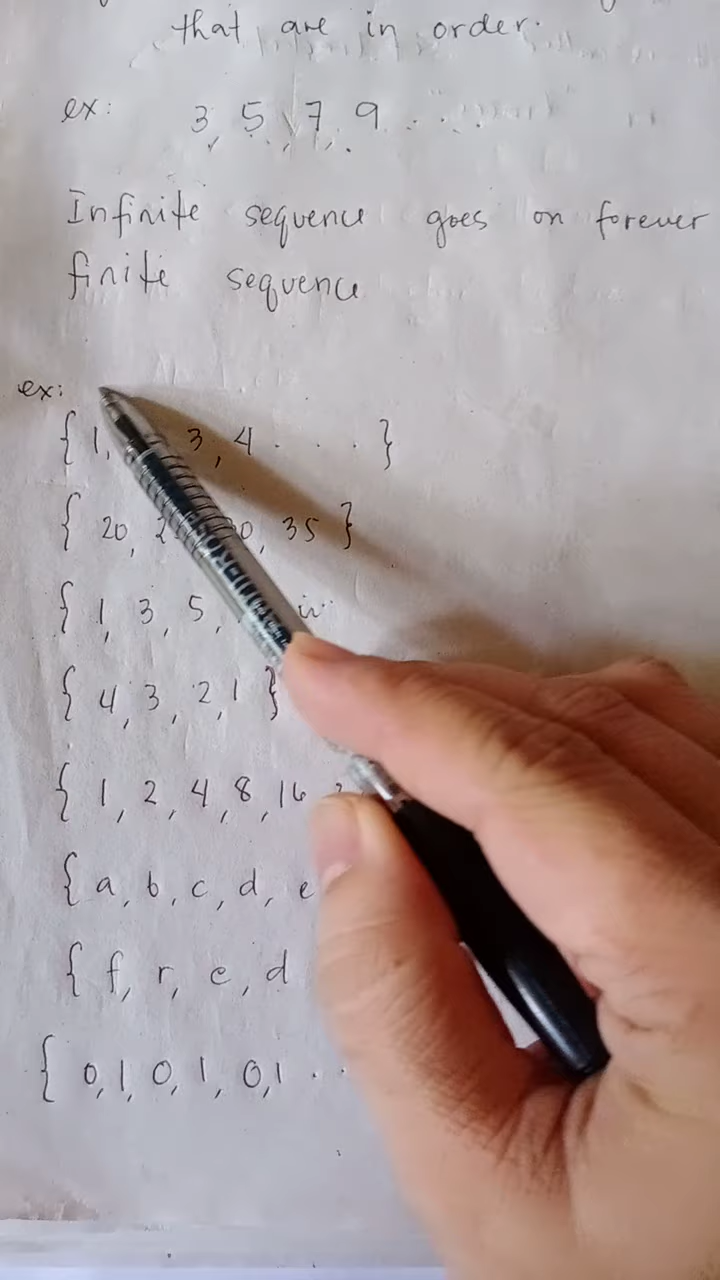 that are in order.
ex: 3, 5, 7, 9 . . . .
Infinite sequence goes on forever
finite sequence
ex:
{ 1, 3, 4 . . . }
{ 20, 35 }
{ 1, 3, 5,
{ 4, 3, 2, 1 }
{ 1, 2, 4, 8, 16
{ a, b, c, d, e
{ f, r, e, d
{ 0, 1, 0, 1, 0, 1 . .